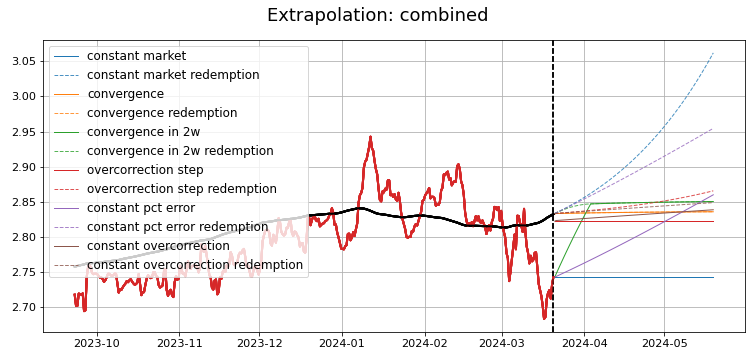 Extrapolation: combined
constant market
constant market redemption
convergence
convergence redemption
convergence in 2w
convergence in 2w redemption
overcorrection step
overcorrection step redemption
constant pct error
constant pct error redemption
constant overcorrection
constant overcorrection redemption
3.05
3.00
2.95
2.90
2.85
2.80
2.75
2.70
2023-10
2023-11
2023-12
2024-01
2024-02
2024-03
2024-04
2024-05